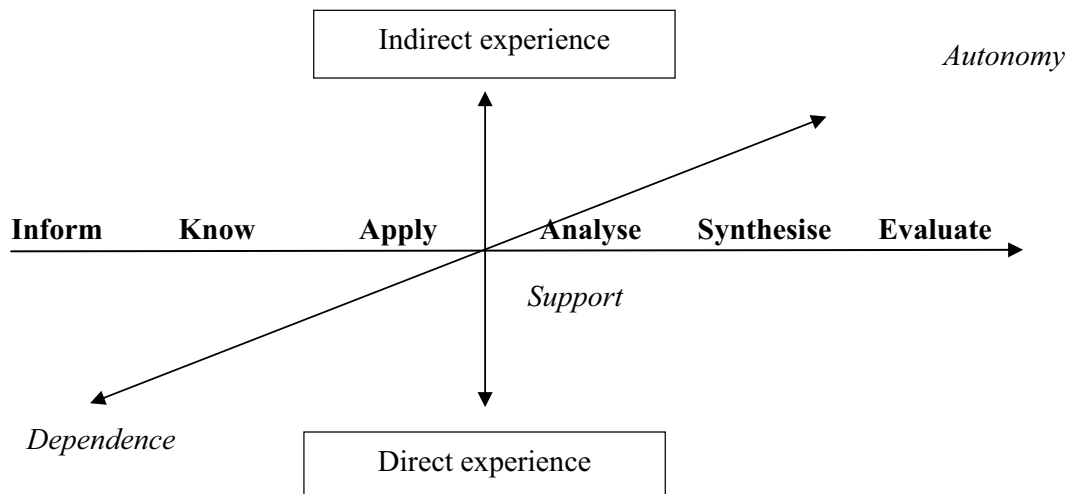 Indirect experience
Autonomy
Inform Know Apply Analyse Synthesise Evaluate
Support
Dependence
Direct experience